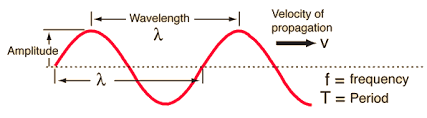 Wavelength
λ
Velocity of
propagation
v
Amplitude
λ
f = frequency
T = Period